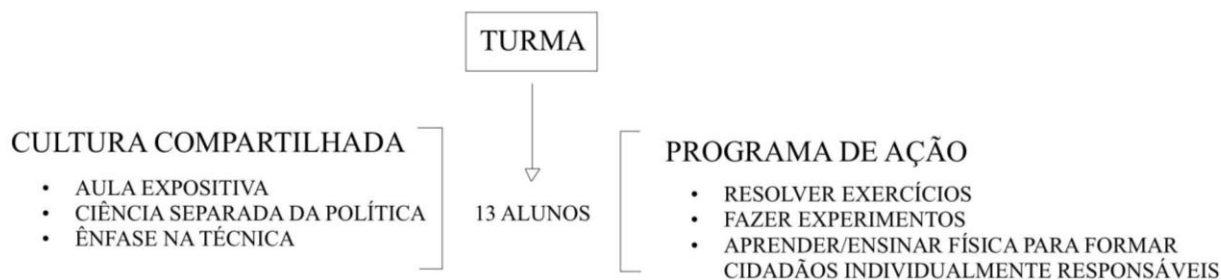 TURMA
CULTURA COMPARTILHADA
• AULA EXPOSITIVA
• CIÊNCIA SEPARADA DA POLÍTICA
• ÊNFASE NA TÉCNICA
13 ALUNOS
PROGRAMA DE AÇÃO
• RESOLVER EXERCÍCIOS
• FAZER EXPERIMENTOS
• APRENDER/ENSINAR FÍSICA PARA FORMAR
CIDADÃOS INDIVIDUALMENTE RESPONSÁVEIS